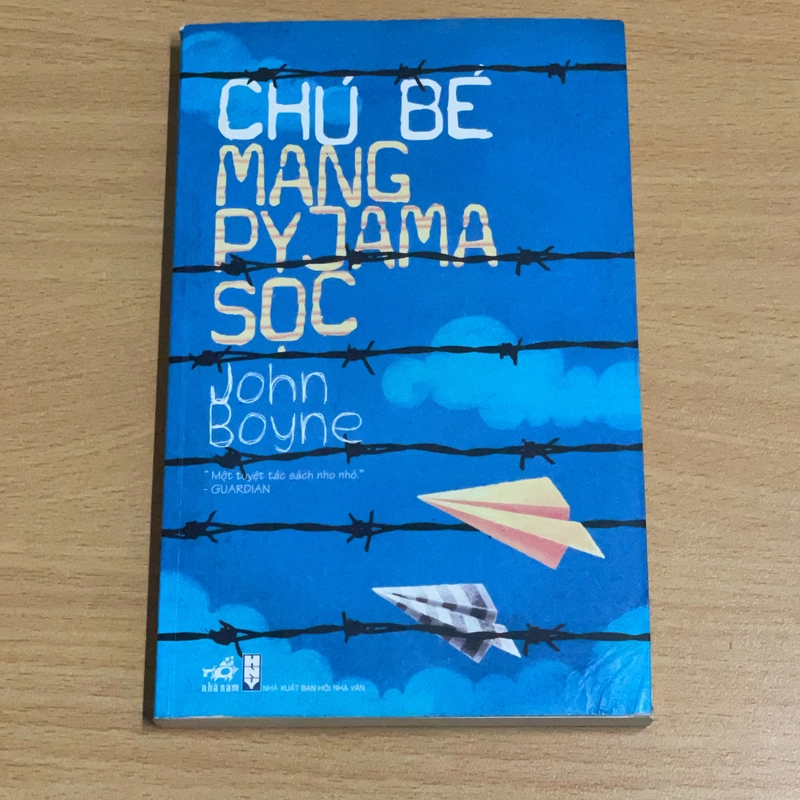 CHÚ BÉ
MANG
PYJAMA
SỌC
John
Boyne
"Một tuyệt tác sách nho nhỏ."
- GUARDIAN
nhã nam
NHÀ XUẤT BẢN HỘI NHÀ VĂN